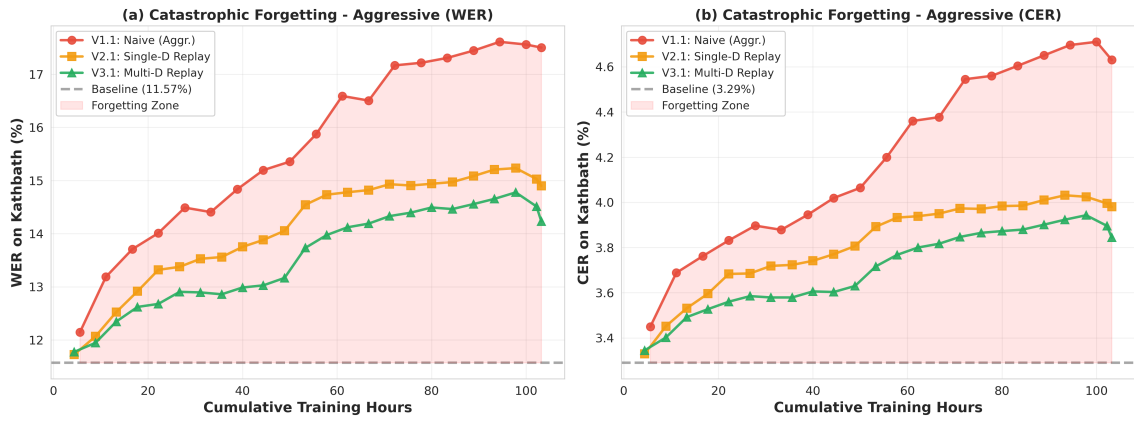 (a) Catastrophic Forgetting - Aggressive (WER)
WER on Kathbath (%)
17
16
15
14
13
12
V1.1: Naive (Aggr.)
V2.1: Single-D Replay
V3.1: Multi-D Replay
Baseline (11.57%)
Forgetting Zone
0 20 40 60 80 100
Cumulative Training Hours
(b) Catastrophic Forgetting - Aggressive (CER)
CER on Kathbath (%)
4.6
4.4
4.2
4.0
3.8
3.6
3.4
V1.1: Naive (Aggr.)
V2.1: Single-D Replay
V3.1: Multi-D Replay
Baseline (3.29%)
Forgetting Zone
0 20 40 60 80 100
Cumulative Training Hours